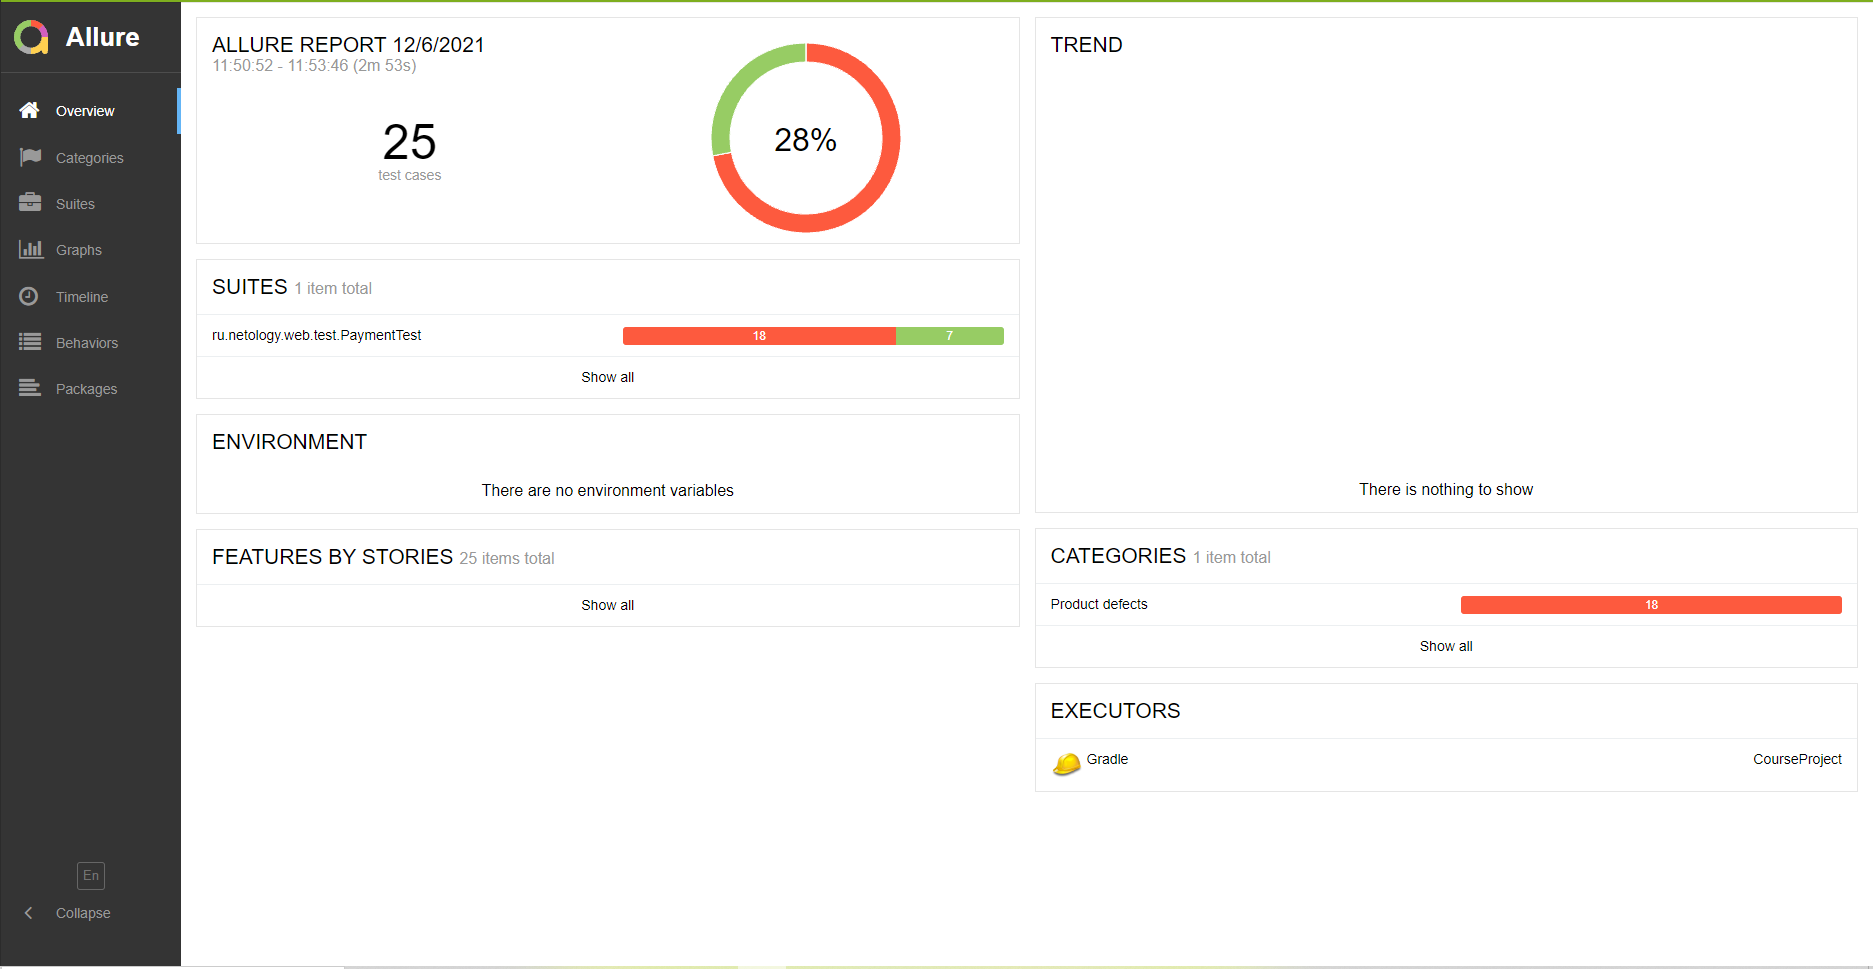 Allure
Overview
Categories
Suites
Graphs
Timeline
Behaviors
Packages
En
Collapse
ALLURE REPORT 12/6/2021
11:50:52 - 11:53:46 (2m 53s)
25
test cases
28%
SUITES 1 item total
ru.netology.web.test.PaymentTest 18 7
Show all
ENVIRONMENT
There are no environment variables
FEATURES BY STORIES 25 items total
Show all
TREND
There is nothing to show
CATEGORIES 1 item total
Product defects 18
Show all
EXECUTORS
Gradle CourseProject